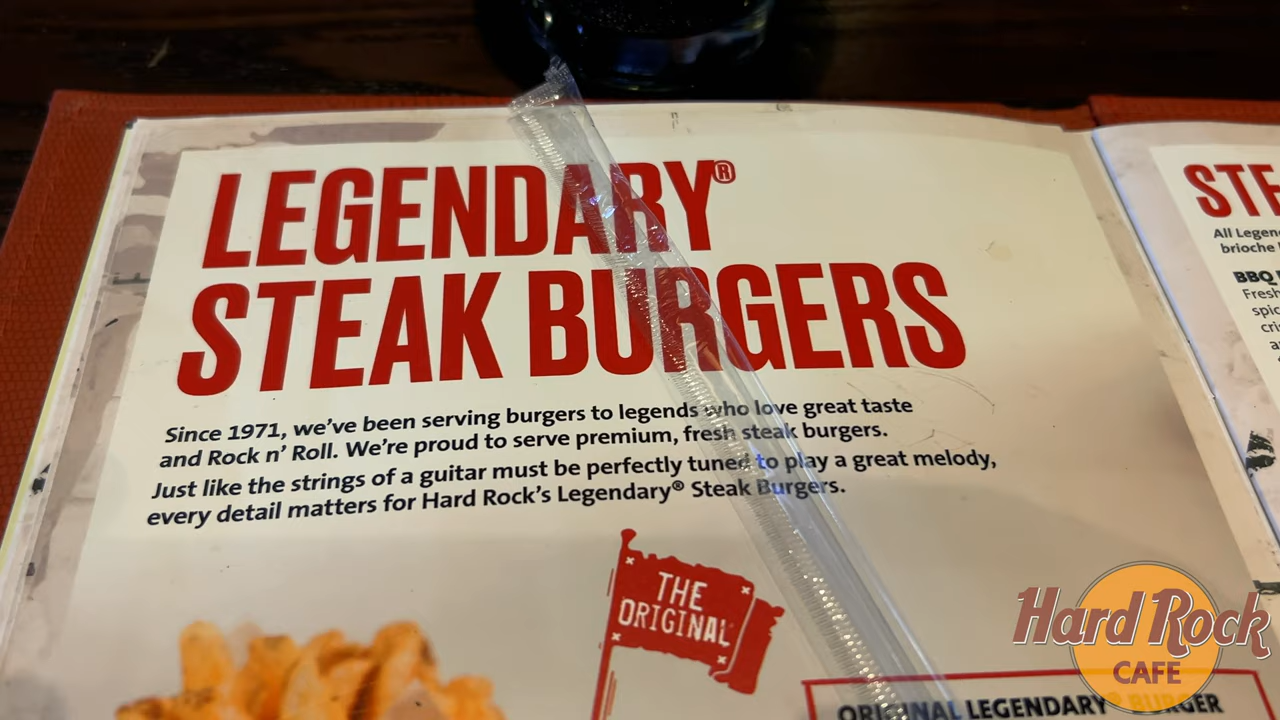 LEGENDARY®
STEAK BURGERS
Since 1971, we've been serving burgers to legends who love great taste
and Rock n' Roll. We're proud to serve premium, fresh steak burgers.
Just like the strings of a guitar must be perfectly tuned to play a great melody,
every detail matters for Hard Rock's Legendary® Steak Burgers.
THE
ORIGINAL
ORIGINAL LEGENDARY® BURGER
STE
All Legen
brioche
BBQ
Fresh
spic
cri
a
Hard Rock
CAFE